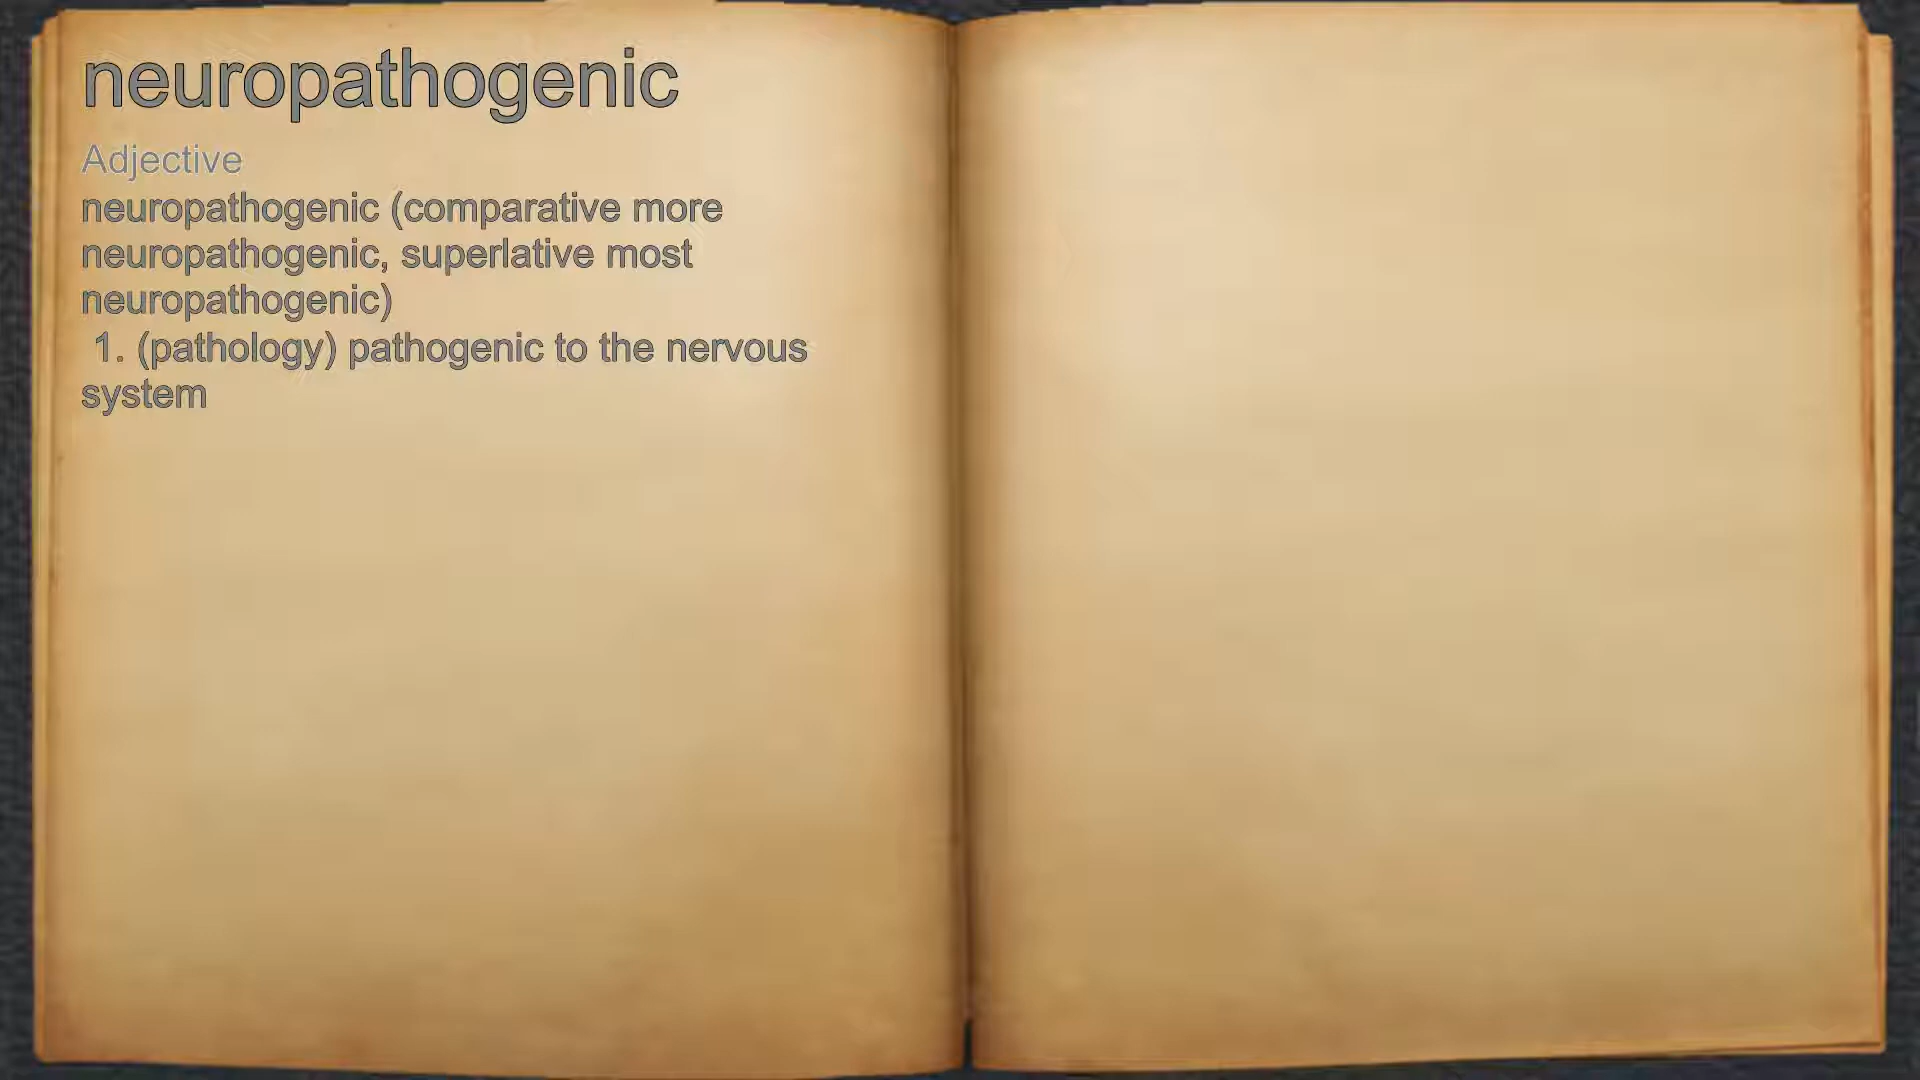 neuropathogenic
Adjective
neuropathogenic (comparative more
neuropathogenic, superlative most
neuropathogenic)
1. (pathology) pathogenic to the nervous
system